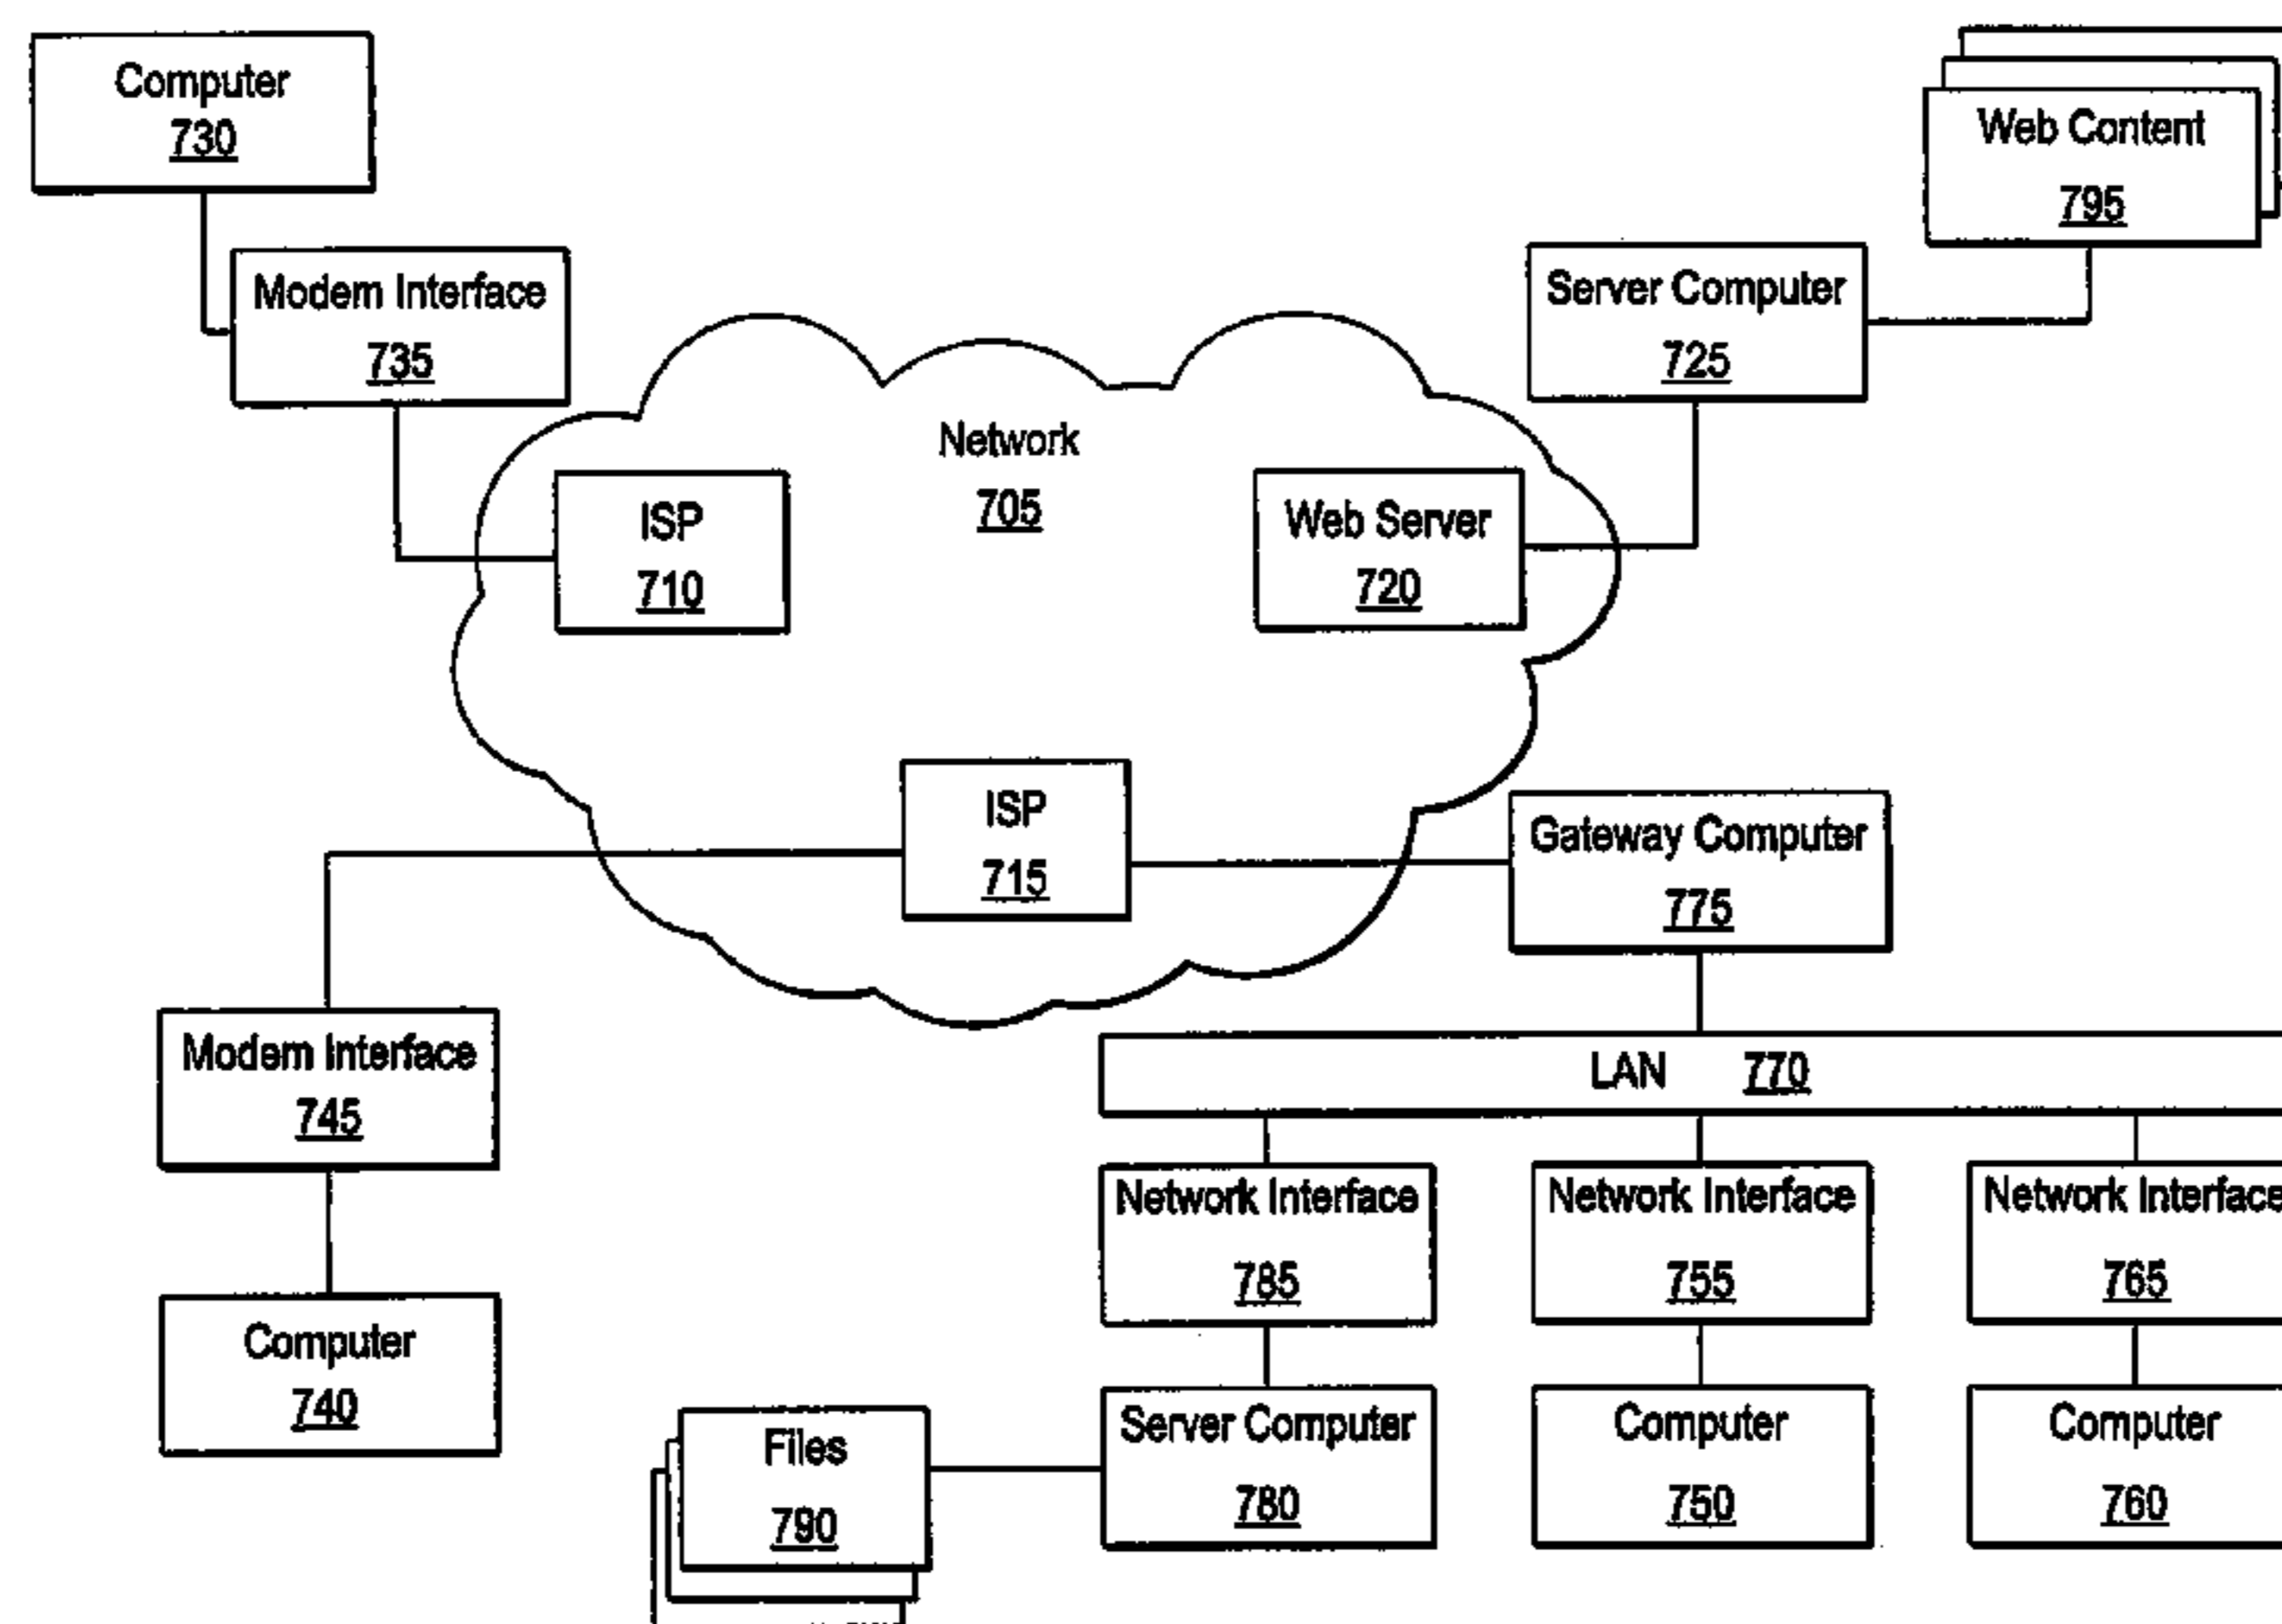 Computer
730
Web Content
795
Modem Interface
735
Server Computer
725
Network
705
ISP
710
Web Server
720
ISP
715
Gateway Computer
775
Modem Interface
745
LAN 770
Network Interface
785
Network Interface
755
Network Interface
765
Computer
740
Files
790
Server Computer
780
Computer
750
Computer
760